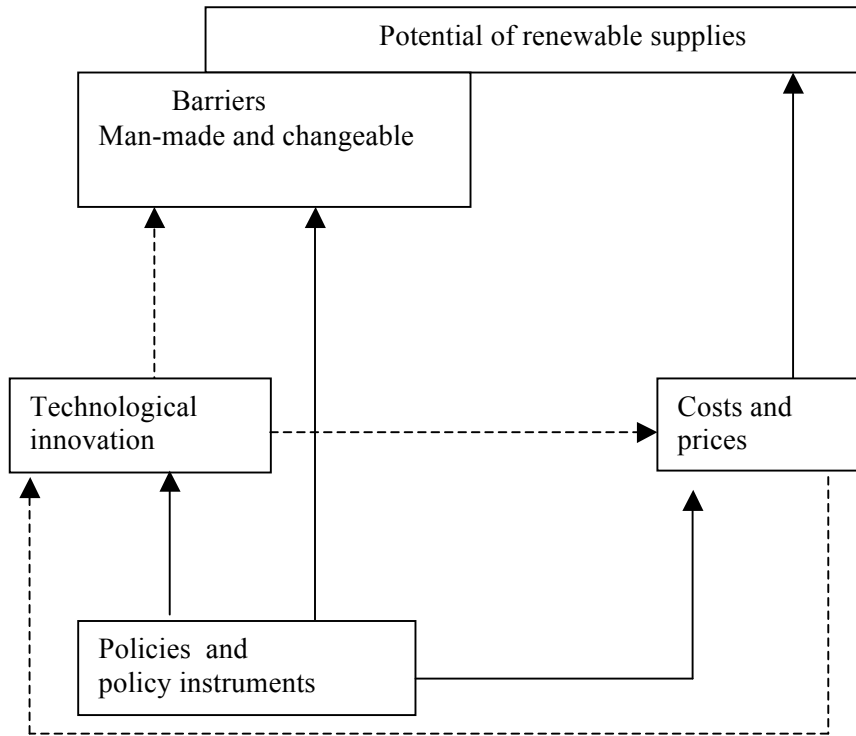 Potential of renewable supplies
Barriers
Man-made and changeable
Technological
innovation
Costs and
prices
Policies and
policy instruments